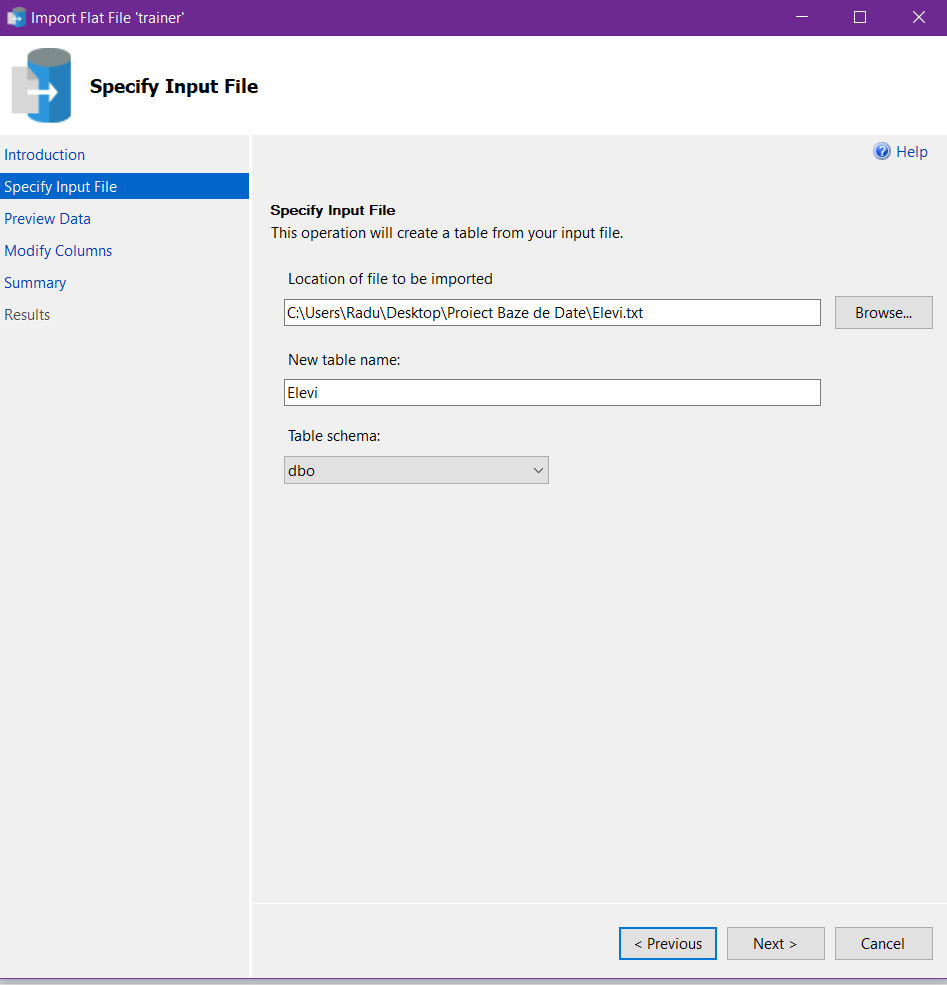 Import Flat File 'trainer'
Specify Input File
Introduction
Specify Input File
Preview Data
Modify Columns
Summary
Results
Help
Specify Input File
This operation will create a table from your input file.
Location of file to be imported
C:\Users\Radu\Desktop\Proiect Baze de Date\Elevi.txt
Browse...
New table name:
Elevi
Table schema:
dbo
< Previous
Next >
Cancel